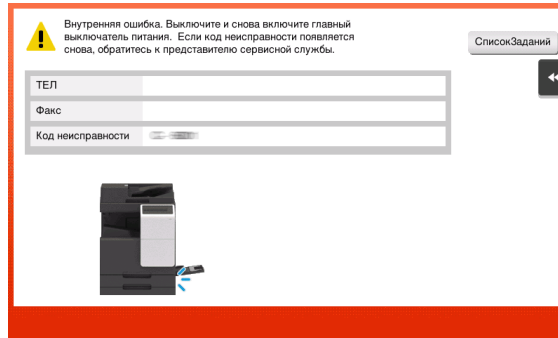 Внутренняя ошибка. Выключите и снова включите главный
выключатель питания. Если код неисправности появляется
снова, обратитесь к представителю сервисной службы.
СписокЗаданий
ТЕЛ
Факс
Код неисправности